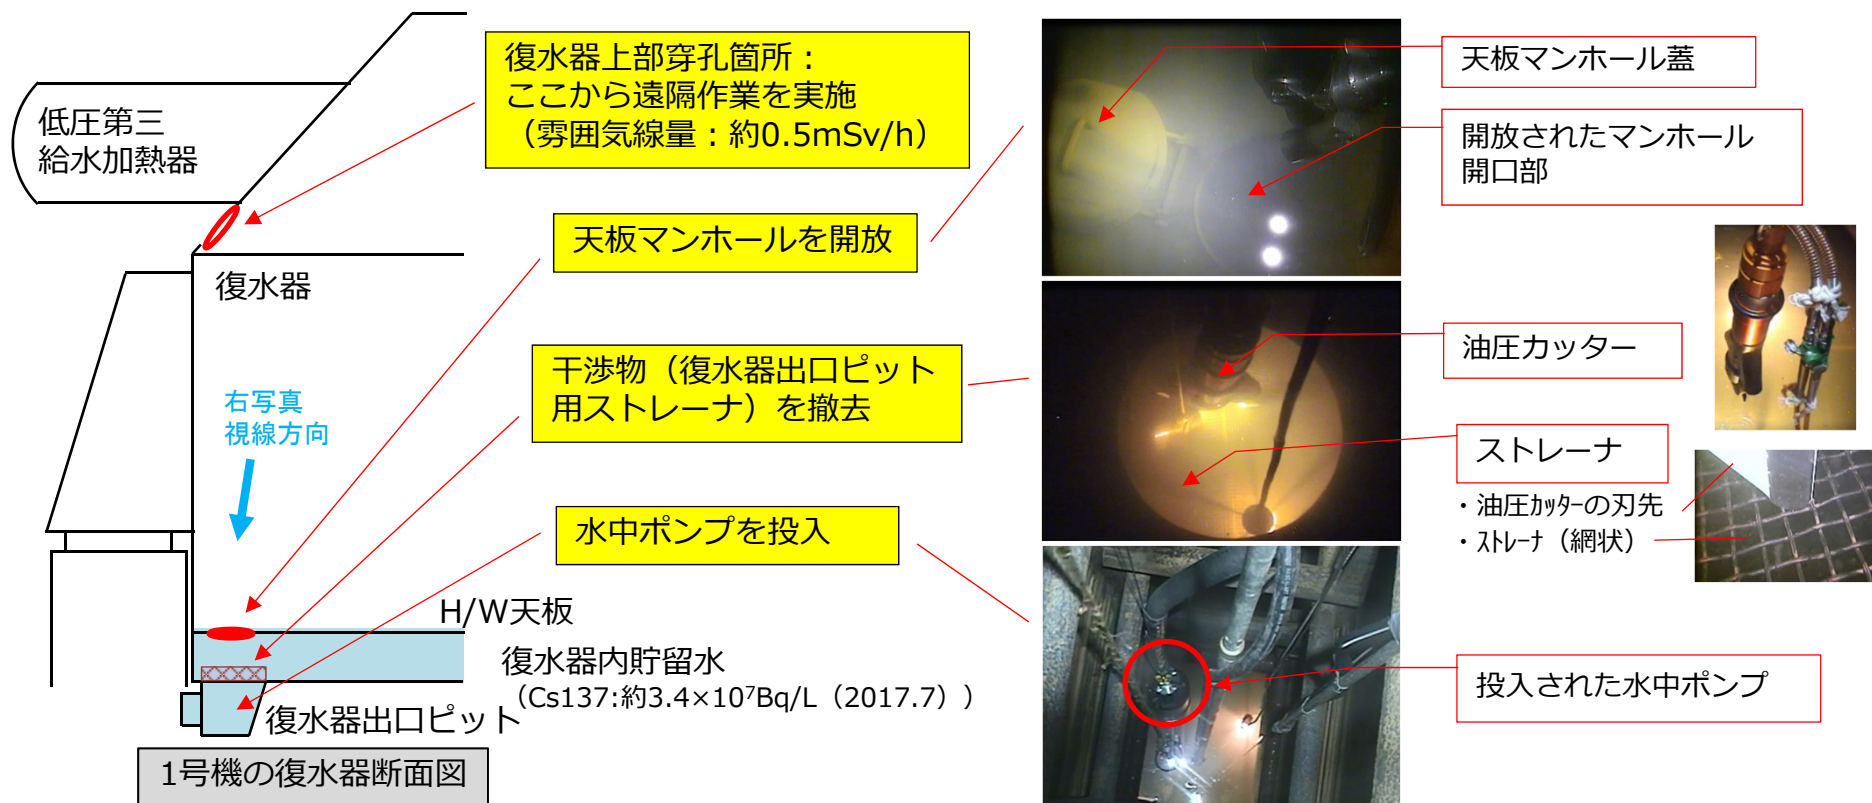 低圧第三
給水加熱器
復水器上部穿孔箇所：
ここから遠隔作業を実施
（雰囲気線量：約0.5mSv/h）
天板マンホールを開放
復水器
干渉物（復水器出口ピット
用ストレーナ）を撤去
右写真
視線方向
水中ポンプを投入
H/W天板
復水器内貯留水
（Cs137:約3.4×10⁷Bq/L（2017.7））
復水器出口ピット
1号機の復水器断面図
天板マンホール蓋
開放されたマンホール
開口部
油圧カッター
ストレーナ
・油圧ｶｯﾀｰの刃先
・ｽﾄﾚｰﾅ（網状）
投入された水中ポンプ